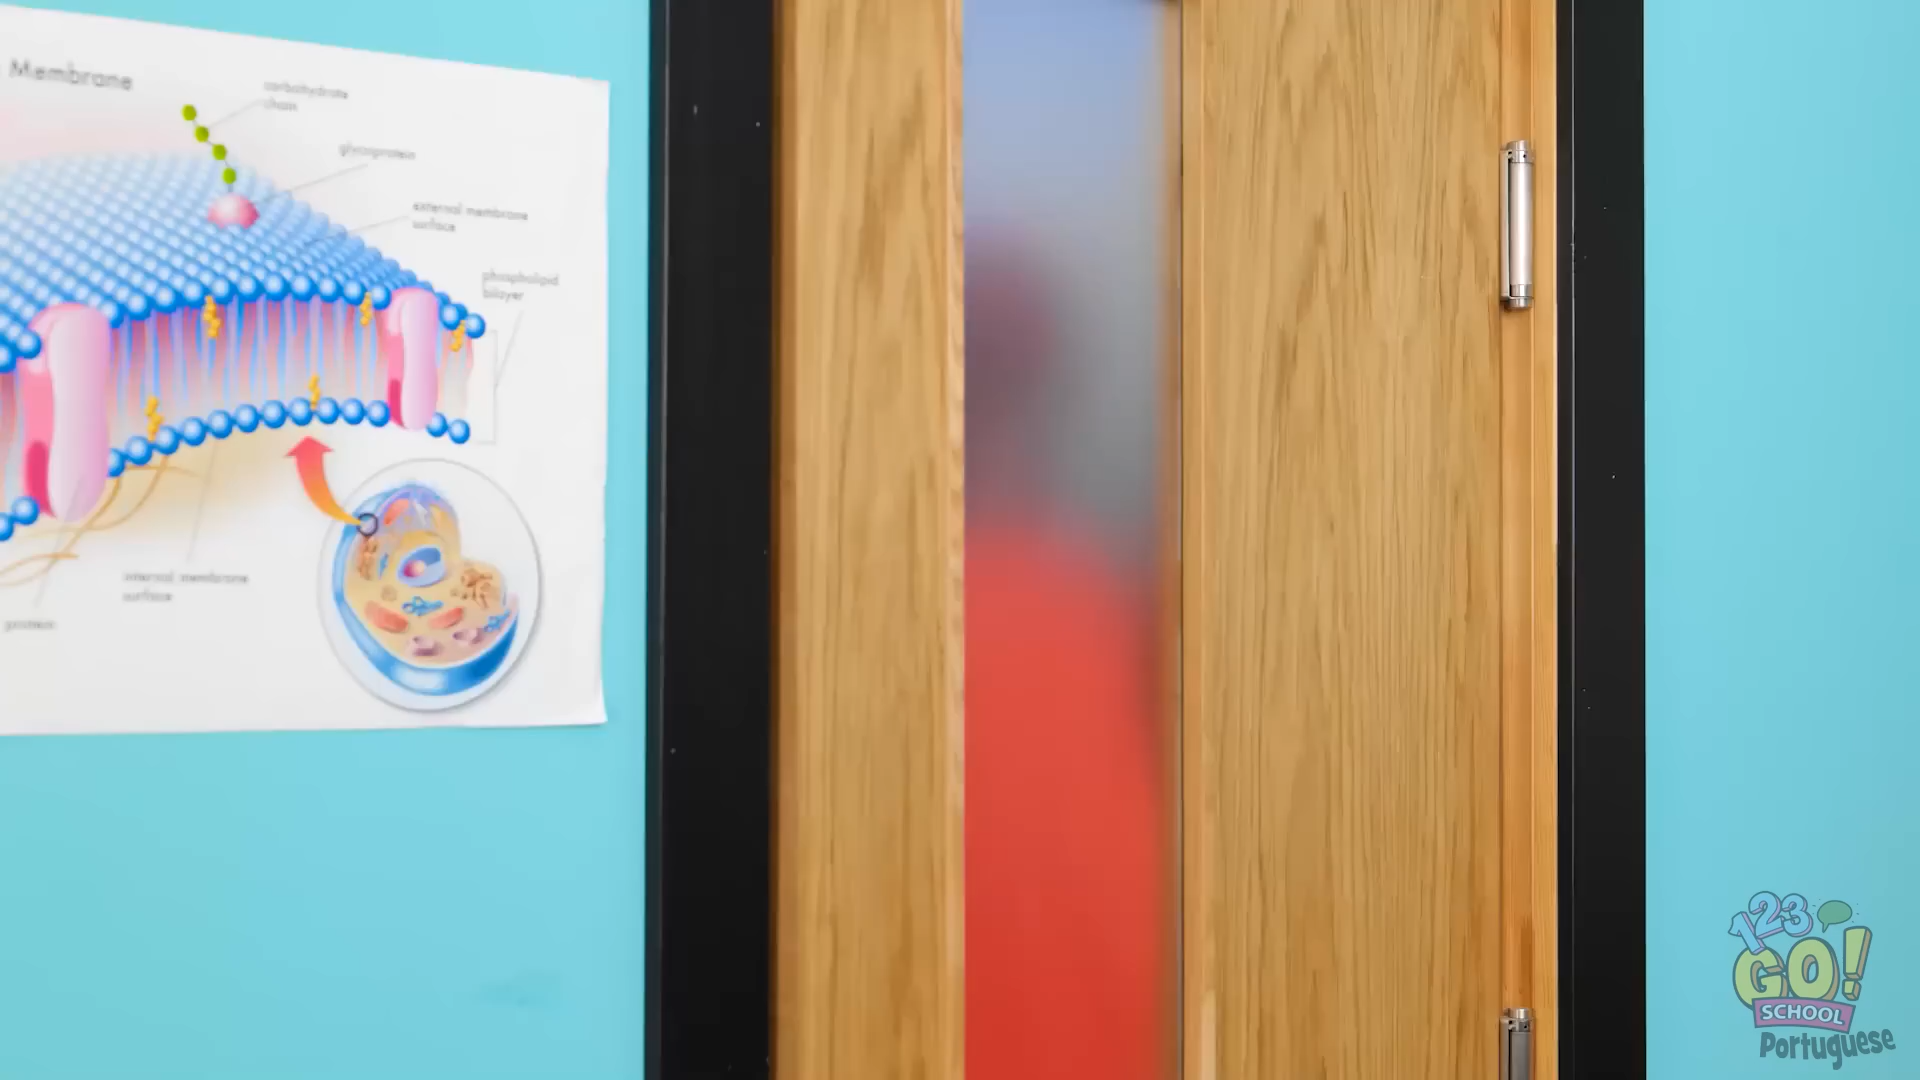 Membrane
carbohydrate
chain
glycoprotein
external membrane
surface
phospholipid
bilayer
internal membrane
surface
protein
123
GO!
SCHOOL
Portuguese